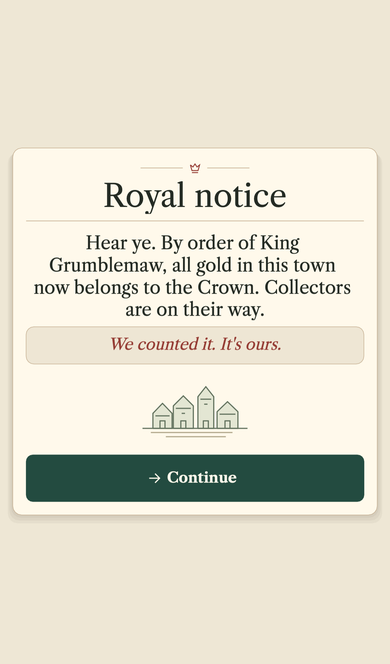 Royal notice
Hear ye. By order of King
Grumblemaw, all gold in this town
now belongs to the Crown. Collectors
are on their way.
We counted it. It's ours.
→ Continue